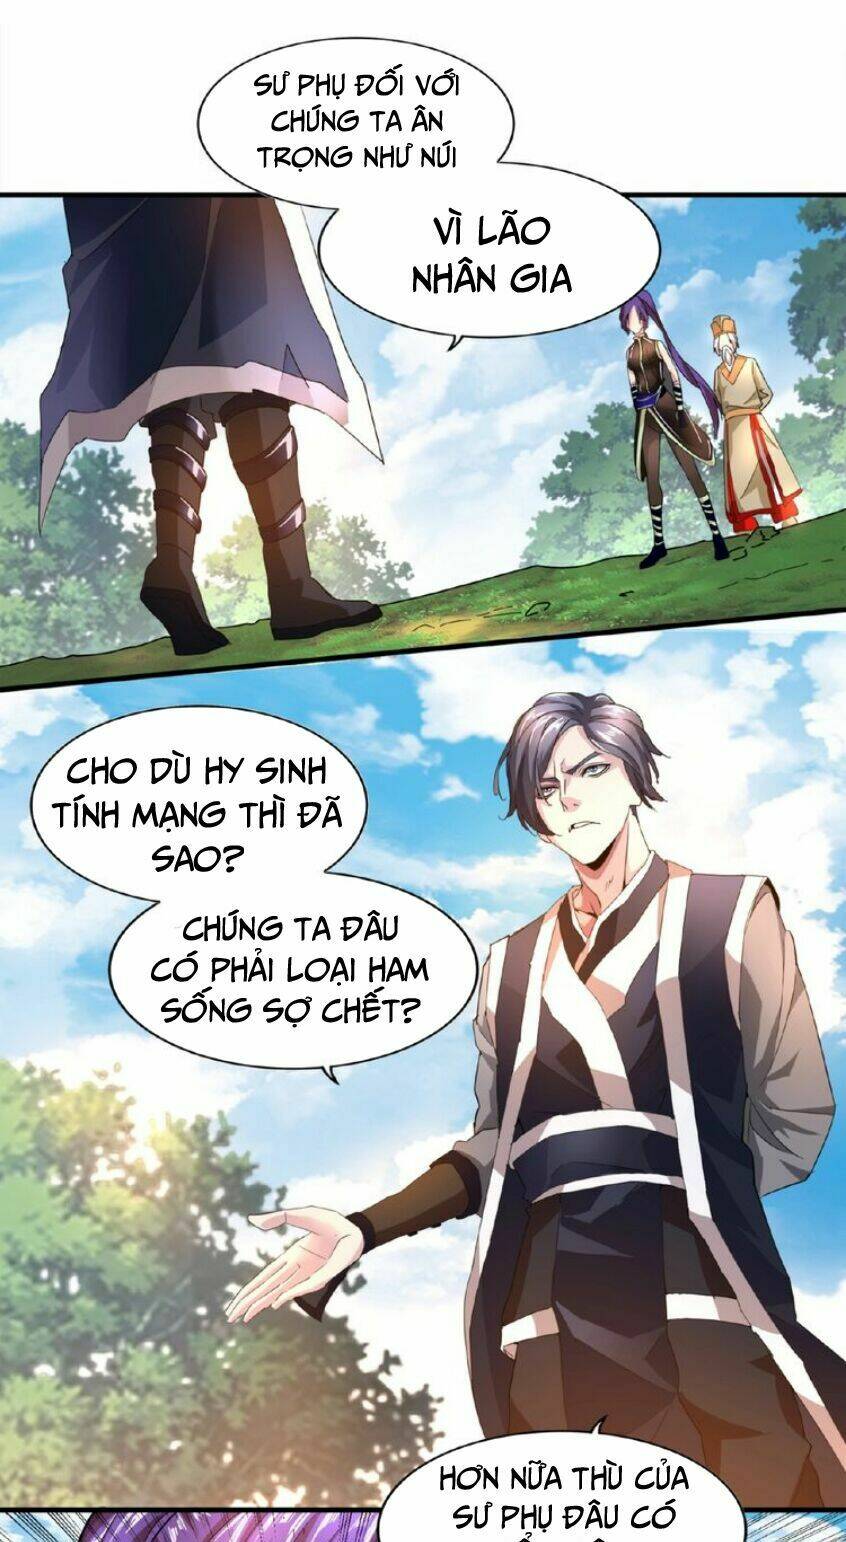 SƯ PHỤ ĐỐI VỚI
CHÚNG TA ÂN
TRỌNG NHƯ NÚI
VÌ LÃO
NHÂN GIA
CHO DÙ HY SINH
TÍNH MẠNG THÌ ĐÃ
SAO?
CHÚNG TA ĐÂU
CÓ PHẢI LOẠI HAM
SỐNG SỢ CHẾT?
HƠN NỮA THÙ CỦA
SƯ PHỤ ĐÂU CÓ